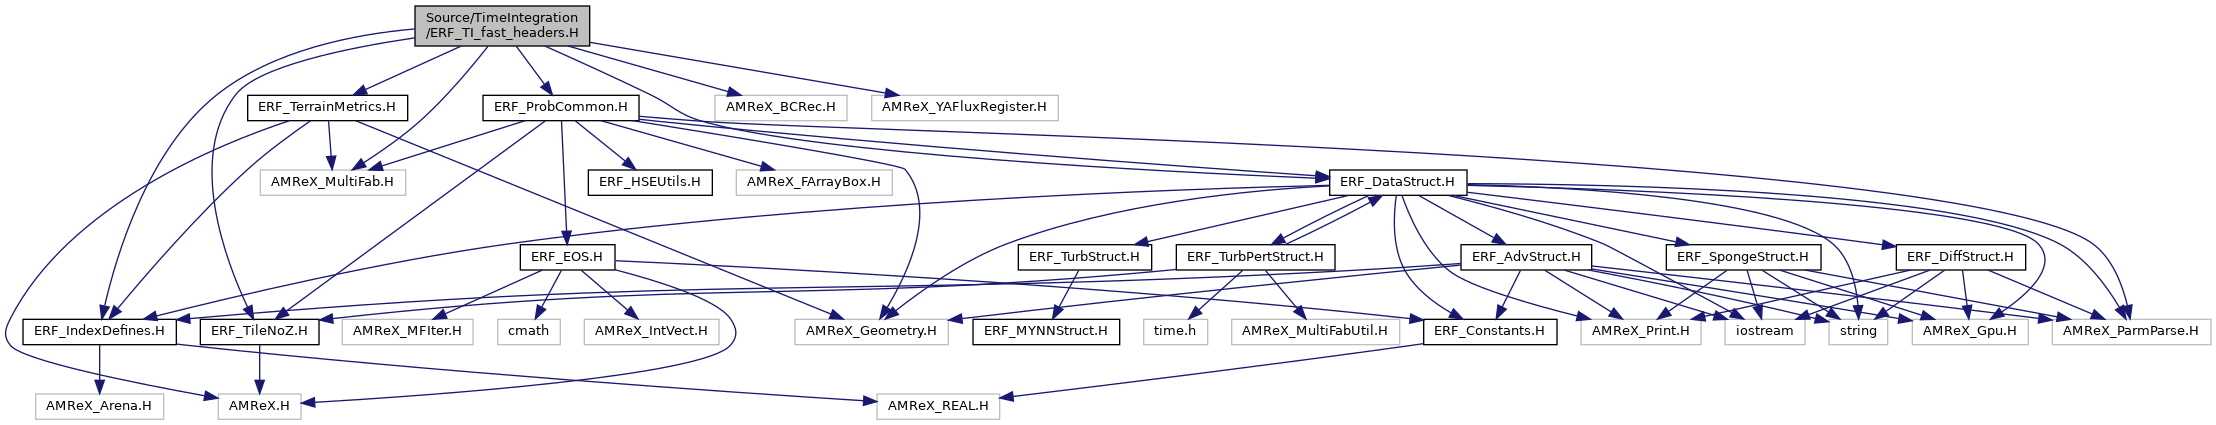 Source/TimeIntegration
/ERF_TI_fast_headers.H
ERF_TerrainMetrics.H
ERF_ProbCommon.H
AMReX_BCRec.H
AMReX_YAFluxRegister.H
AMReX_MultiFab.H
ERF_HSEUtils.H
AMReX_FArrayBox.H
ERF_DataStruct.H
ERF_EOS.H
ERF_TurbStruct.H
ERF_TurbPertStruct.H
ERF_AdvStruct.H
ERF_SpongeStruct.H
ERF_DiffStruct.H
ERF_IndexDefines.H
ERF_TileNoZ.H
AMReX_MFIter.H
cmath
AMReX_IntVect.H
AMReX_Geometry.H
ERF_MYNNStruct.H
time.h
AMReX_MultiFabUtil.H
ERF_Constants.H
AMReX_Print.H
iostream
string
AMReX_Gpu.H
AMReX_ParmParse.H
AMReX_Arena.H
AMReX.H
AMReX_REAL.H